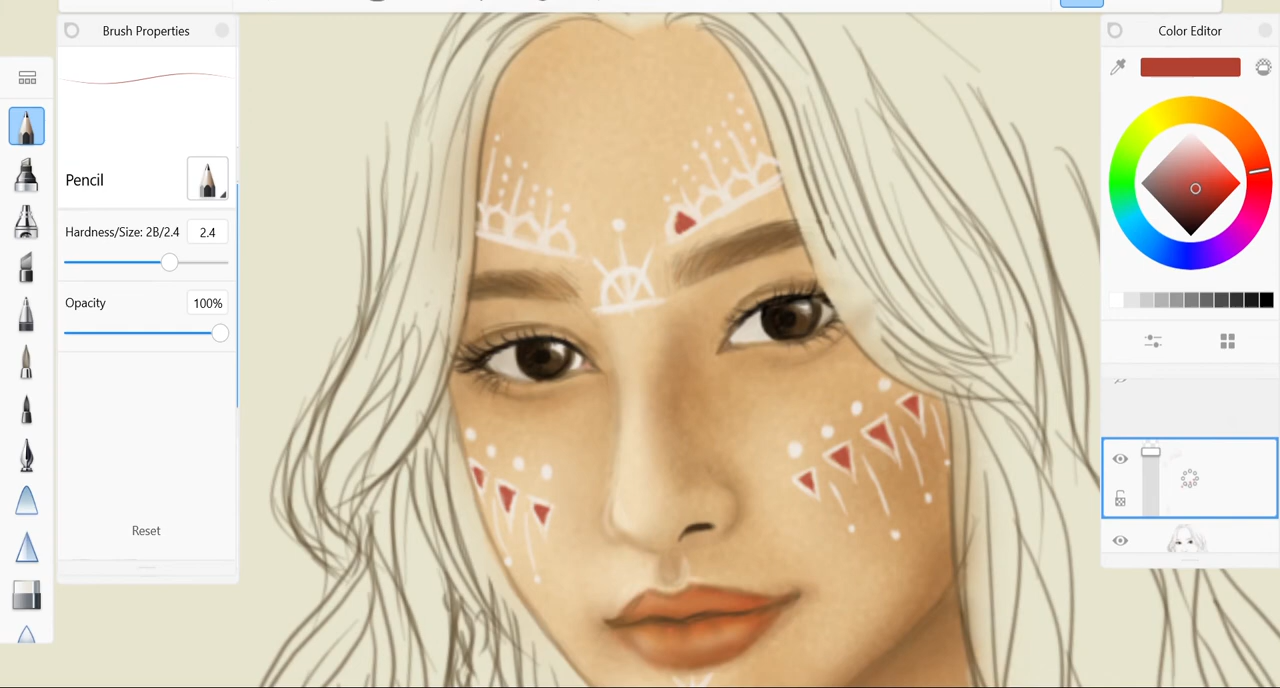 Brush Properties
Pencil
Hardness/Size: 2B/2.4 2.4
Opacity 100%
Reset
Color Editor